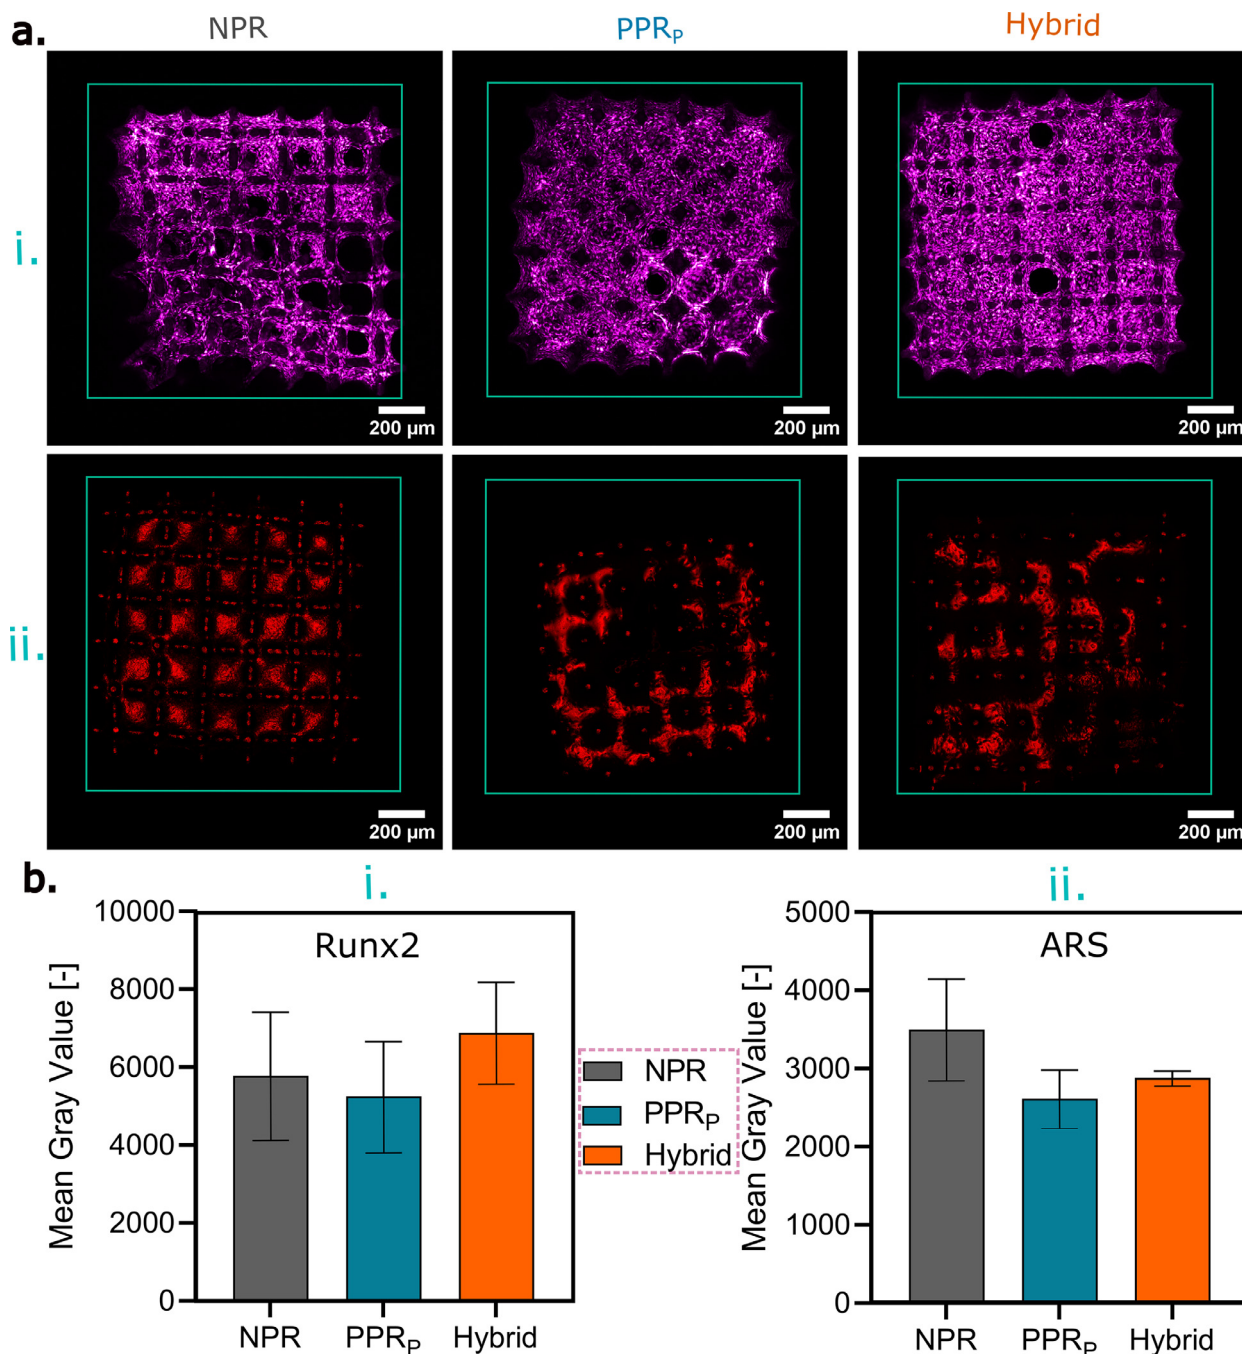 a.
NPR
PPRP
Hybrid
i.
200 µm
200 µm
200 µm
ii.
200 µm
200 µm
200 µm
b.
i.
Runx2
Mean Gray Value [-]
10000
8000
6000
4000
2000
0
NPR
PPRP
Hybrid
NPR
PPRP
Hybrid
ii.
ARS
Mean Gray Value [-]
5000
4000
3000
2000
1000
0
NPR
PPRP
Hybrid